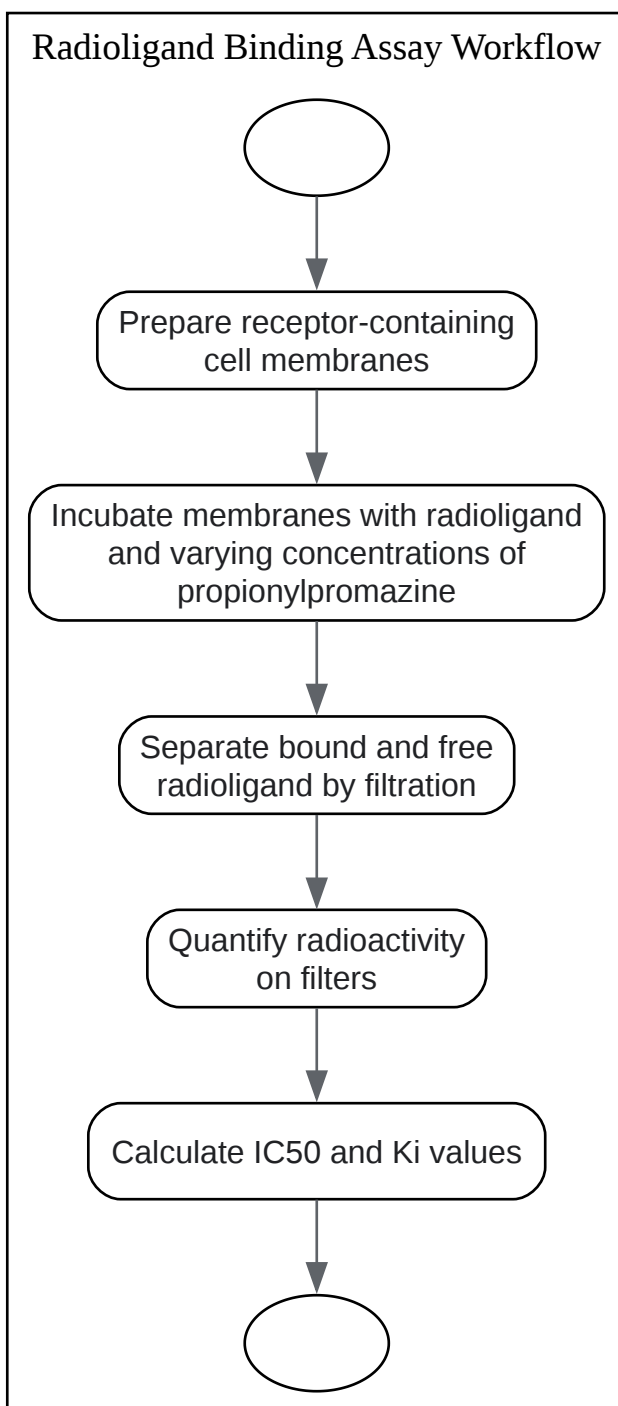 Radioligand Binding Assay Workflow
Prepare receptor-containing
cell membranes
Incubate membranes with radioligand
and varying concentrations of
propionylpromazine
Separate bound and free
radioligand by filtration
Quantify radioactivity
on filters
Calculate IC50 and Ki values